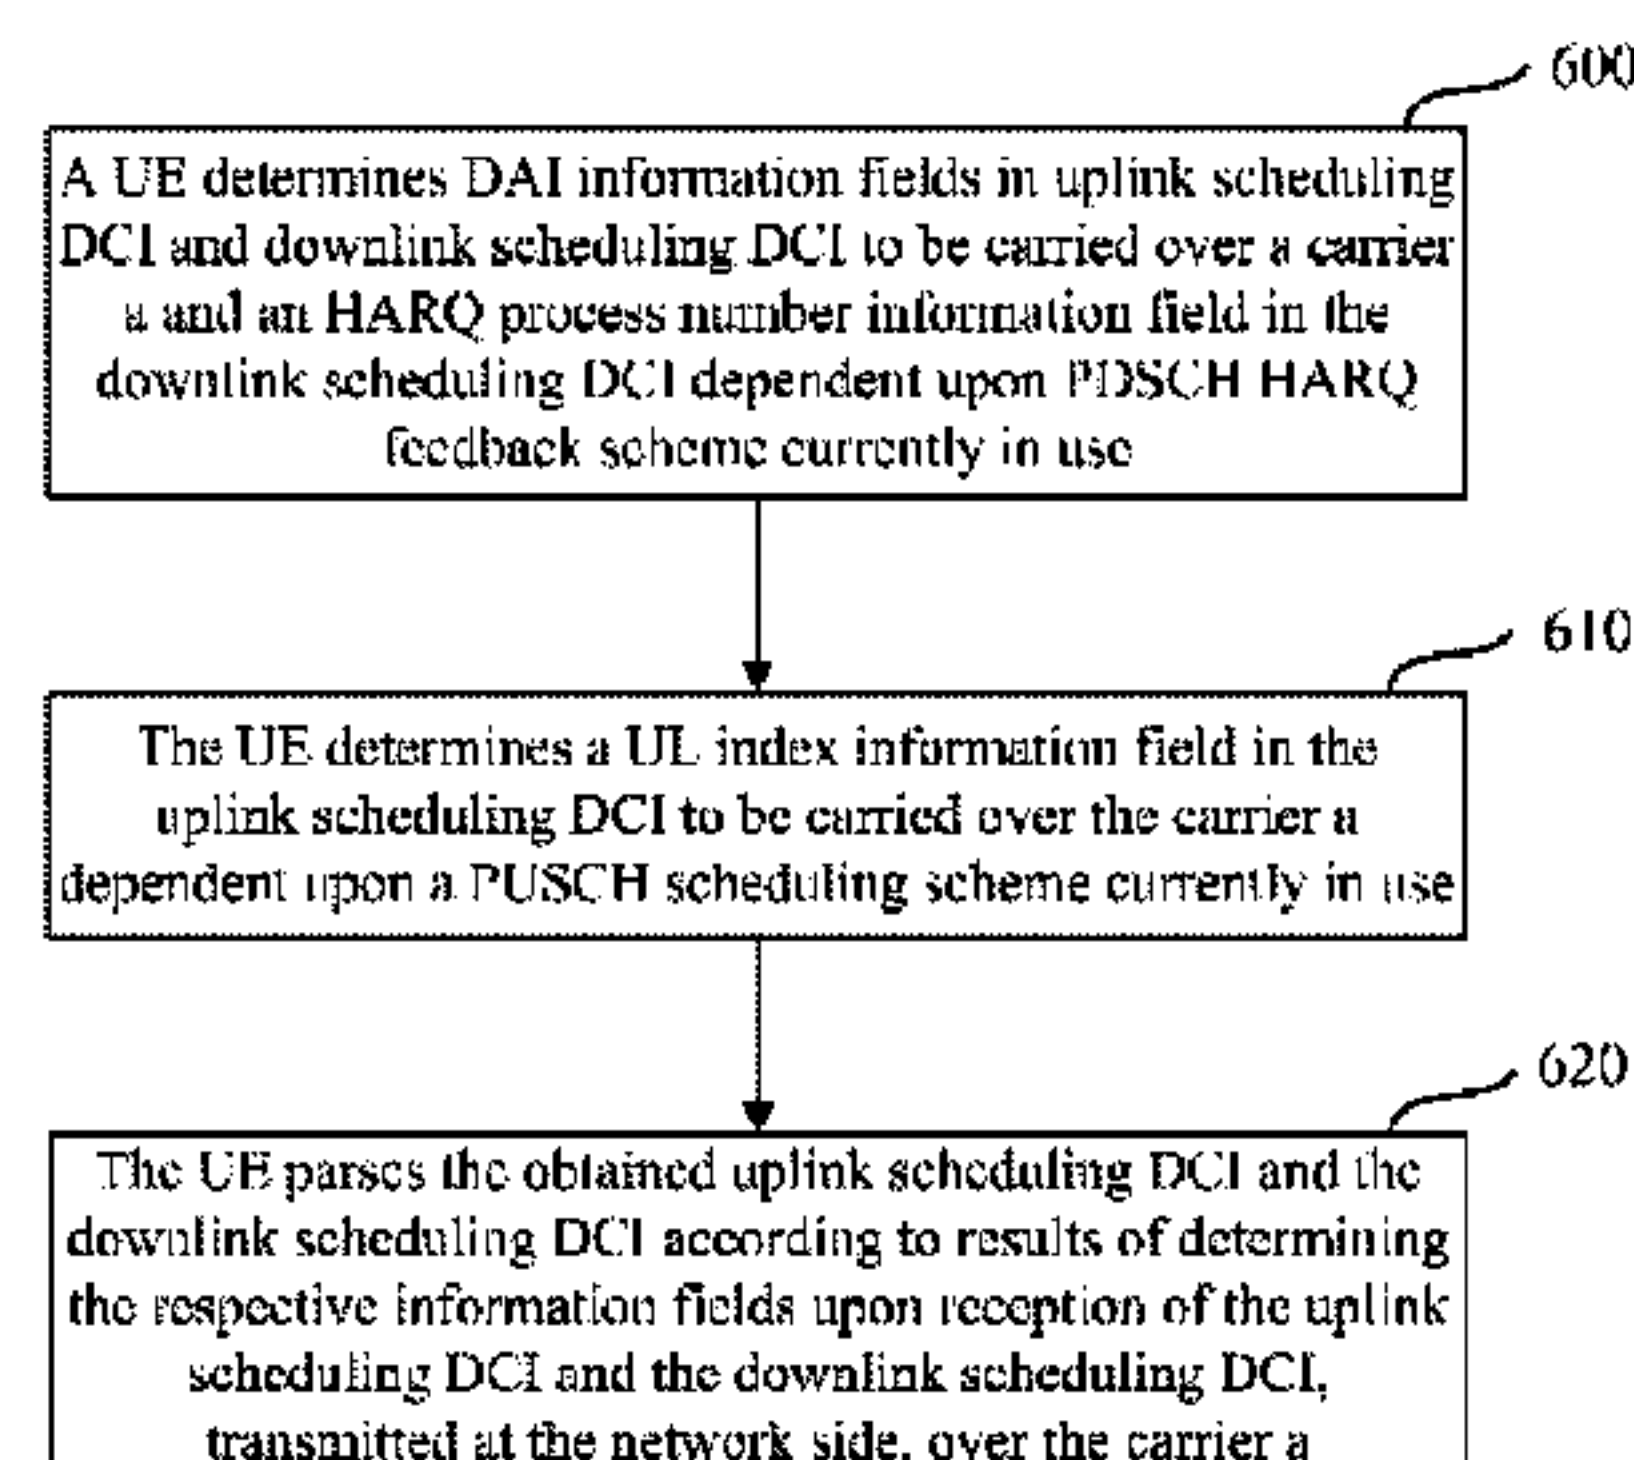 600
A UE determines DAI information fields in uplink scheduling
DCI and downlink scheduling DCI to be carried over a carrier
a and an HARQ process number information field in the
downlink scheduling DCI dependent upon PDSCH HARQ
feedback scheme currently in use
610
The UE determines a UL index information field in the
uplink scheduling DCI to be carried over the carrier a
dependent upon a PUSCH scheduling scheme currently in use
620
The UE parses the obtained uplink scheduling DCI and the
downlink scheduling DCI according to results of determining
the respective information fields upon reception of the uplink
scheduling DCI and the downlink scheduling DCI,
transmitted at the network side, over the carrier a